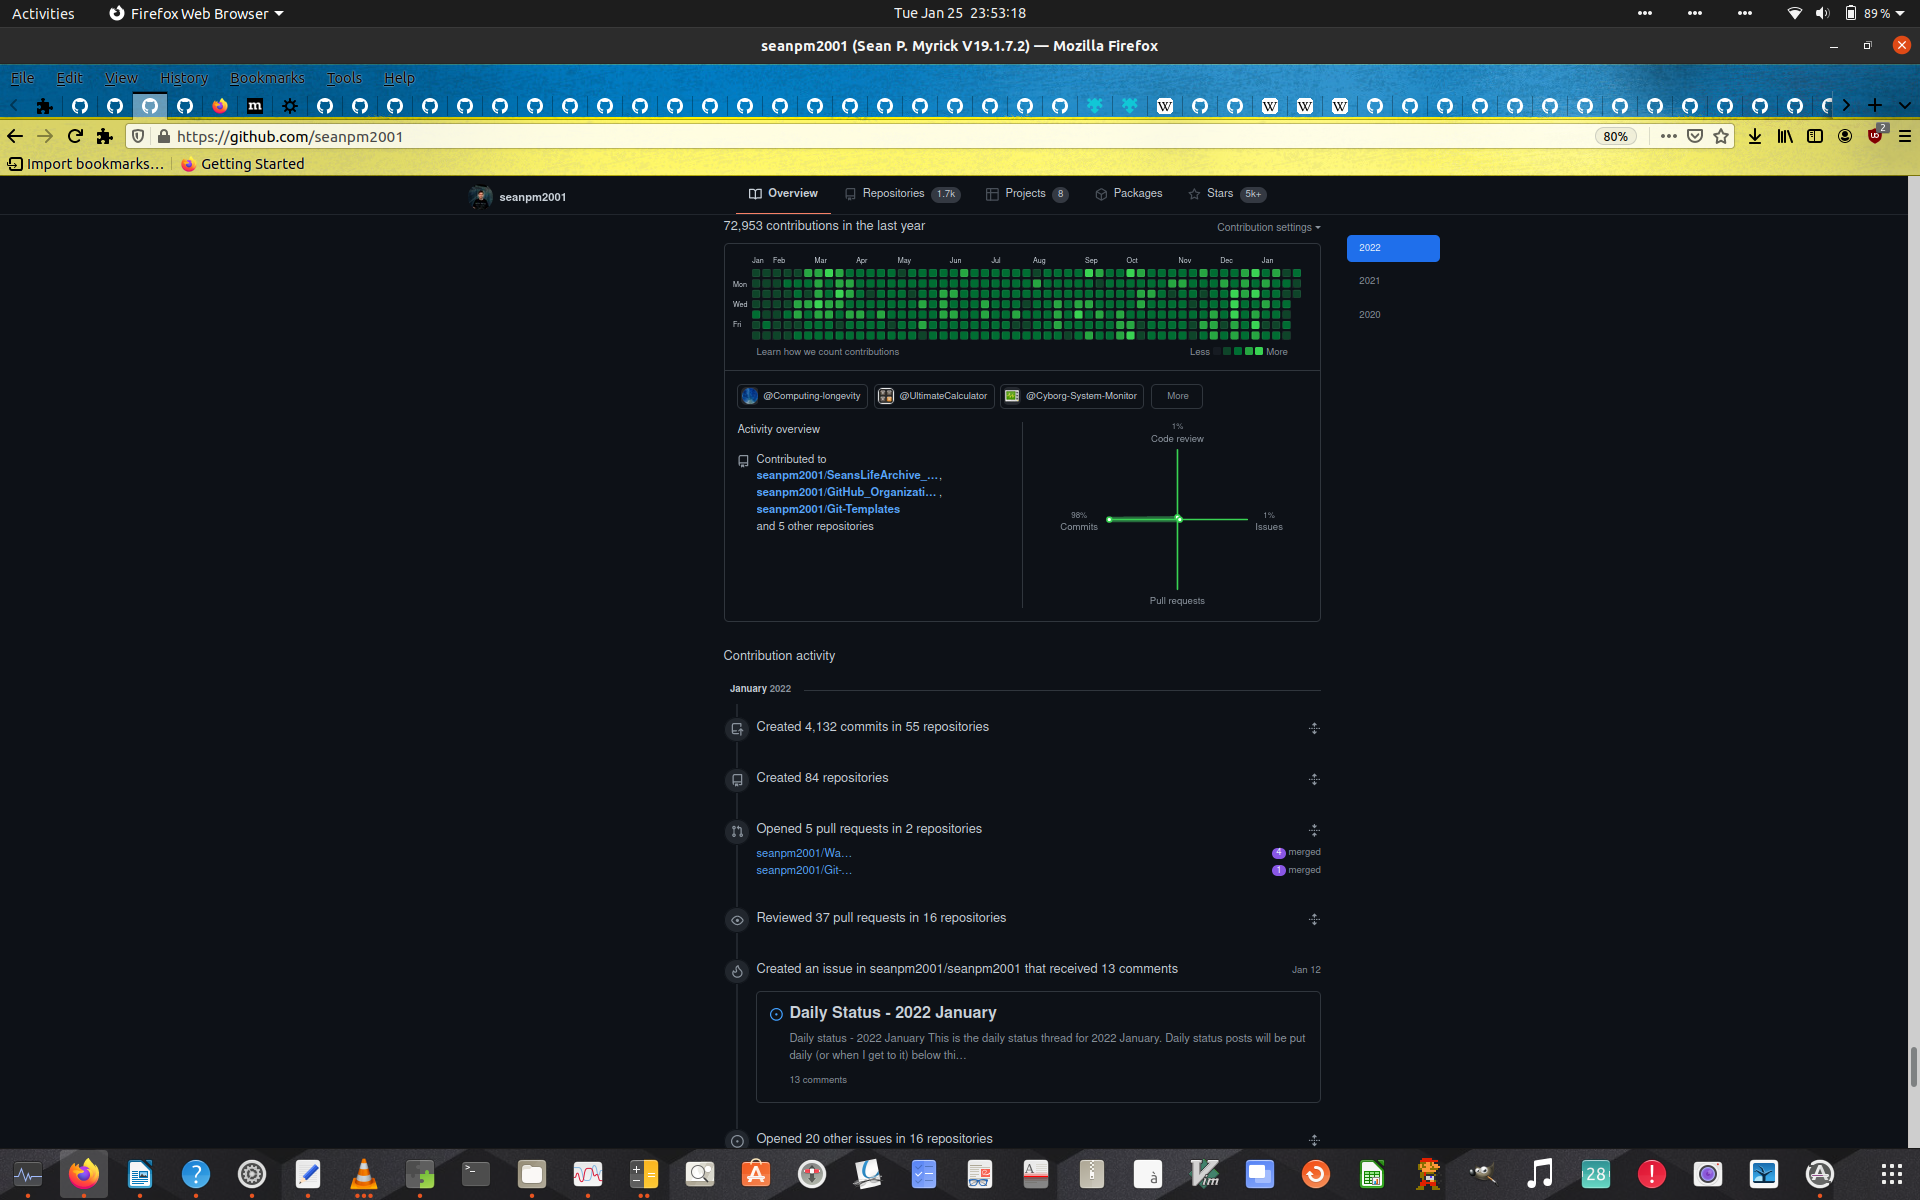 Activities
Firefox Web Browser
Tue Jan 25 23:53:18
89 %
seanpm2001 (Sean P. Myrick V19.1.7.2) — Mozilla Firefox
File Edit View History Bookmarks Tools Help
https://github.com/seanpm2001
80%
2
Import bookmarks…
Getting Started
seanpm2001
Overview
Repositories 1.7k
Projects 8
Packages
Stars 5k+
72,953 contributions in the last year
Contribution settings
2022
2021
2020
Jan Feb Mar Apr May Jun Jul Aug Sep Oct Nov Dec Jan
Mon
Wed
Fri
Learn how we count contributions
Less More
@Computing-longevity
@UltimateCalculator
@Cyborg-System-Monitor
More
Activity overview
Contributed to
seanpm2001/SeansLifeArchive_…,
seanpm2001/GitHub_Organizati… ,
seanpm2001/Git-Templates
and 5 other repositories
1%
Code review
98%
Commits
1%
Issues
Pull requests
Contribution activity
January 2022
Created 4,132 commits in 55 repositories
Created 84 repositories
Opened 5 pull requests in 2 repositories
seanpm2001/Wa…
4 merged
seanpm2001/Git-…
1 merged
Reviewed 37 pull requests in 16 repositories
Created an issue in seanpm2001/seanpm2001 that received 13 comments
Jan 12
Daily Status - 2022 January
Daily status - 2022 January This is the daily status thread for 2022 January. Daily status posts will be put
daily (or when I get to it) below thi…
13 comments
Opened 20 other issues in 16 repositories
28